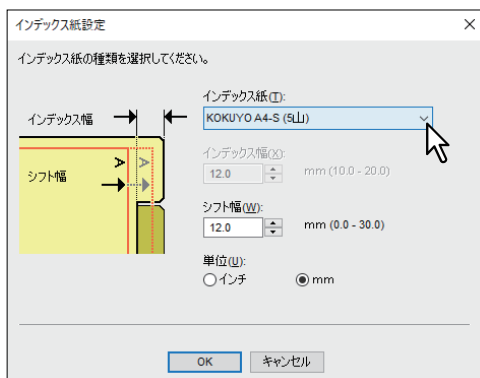 インデックス紙設定
インデックス紙の種類を選択してください。
インデックス幅
シフト幅
A A
インデックス紙(T):
KOKUYO A4-S (5山)
インデックス幅(X):
12.0 mm (10.0 - 20.0)
シフト幅(W):
12.0 mm (0.0 - 30.0)
単位(U):
インチ mm
OK キャンセル